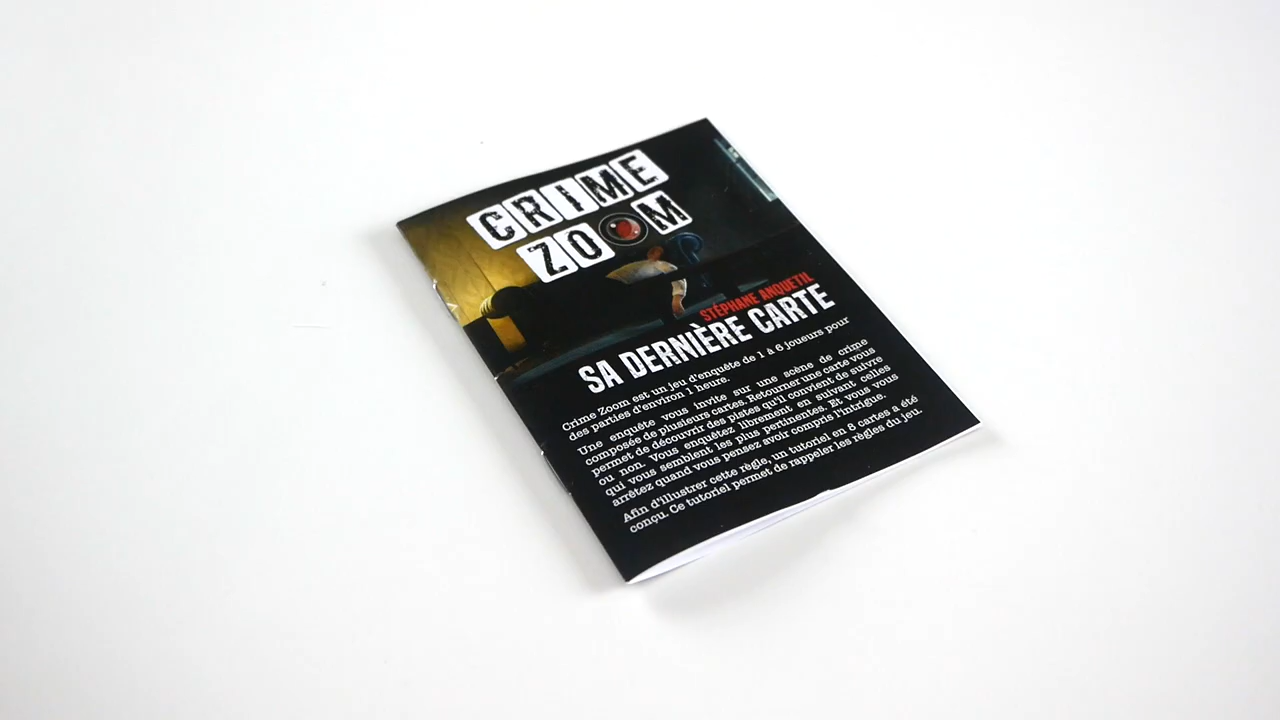 CRIME
ZOOM
STÉPHANE ANQUETIL
SA DERNIÈRE CARTE
Crime Zoom est un jeu d'enquête de 1 à 6 joueurs pour
des parties d'environ 1 heure.
Une enquête vous invite sur une scène de crime
composée de plusieurs cartes. Retourner une carte vous
permet de découvrir des pistes qu'il convient de suivre
ou non. Vous enquêtez librement en suivant celles
qui vous semblent les plus pertinentes. Et vous vous
arrêtez quand vous pensez avoir compris l'intrigue.
Afin d'illustrer cette règle, un tutoriel en 8 cartes a été
conçu. Ce tutoriel permet de rappeler les règles du jeu.